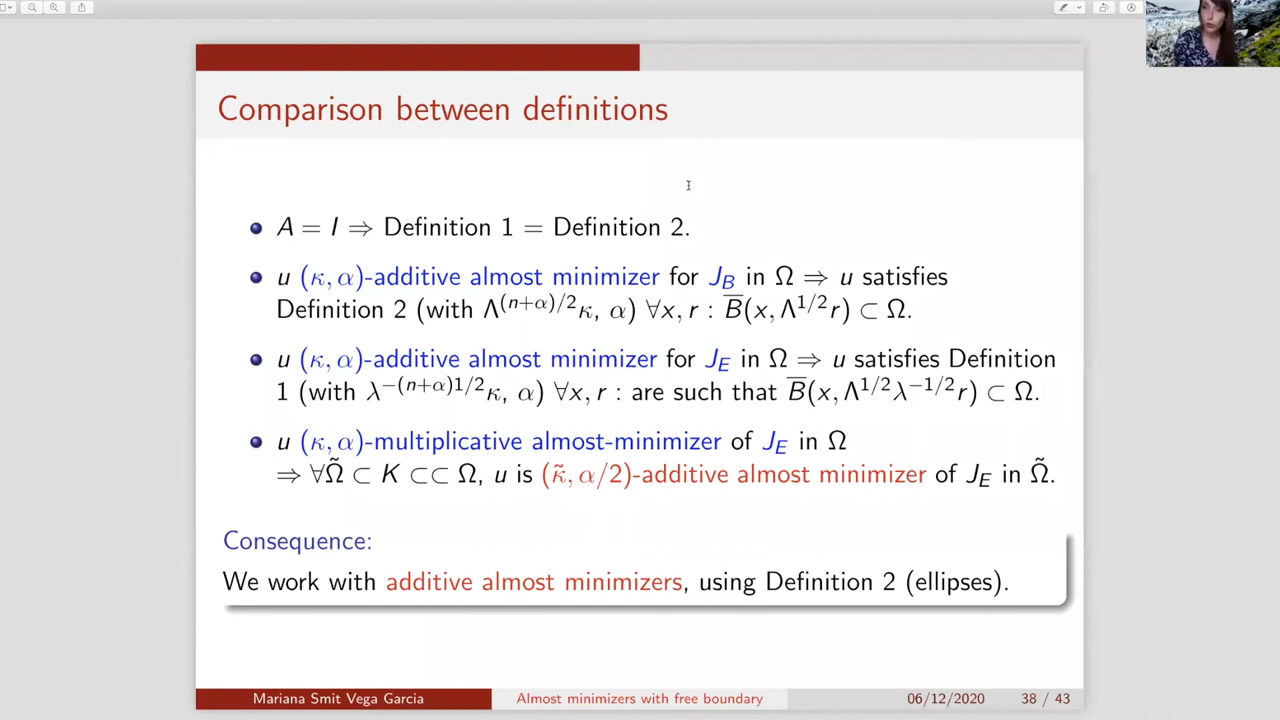 Comparison between definitions
A = I ⇒ Definition 1 = Definition 2.
u (κ, α)-additive almost minimizer for J_B in Ω ⇒ u satisfies
Definition 2 (with Λ^{(n+α)/2}κ, α) ∀x, r : B̅(x, Λ^{1/2}r) ⊂ Ω.
u (κ, α)-additive almost minimizer for J_E in Ω ⇒ u satisfies Definition
1 (with λ^{−(n+α)1/2}κ, α) ∀x, r : are such that B̅(x, Λ^{1/2}λ^{−1/2}r) ⊂ Ω.
u (κ, α)-multiplicative almost-minimizer of J_E in Ω
⇒ ∀Ω̃ ⊂ K ⊂⊂ Ω, u is (κ̃, α/2)-additive almost minimizer of J_E in Ω̃.
Consequence:
We work with additive almost minimizers, using Definition 2 (ellipses).
Mariana Smit Vega Garcia Almost minimizers with free boundary 06/12/2020 38 / 43